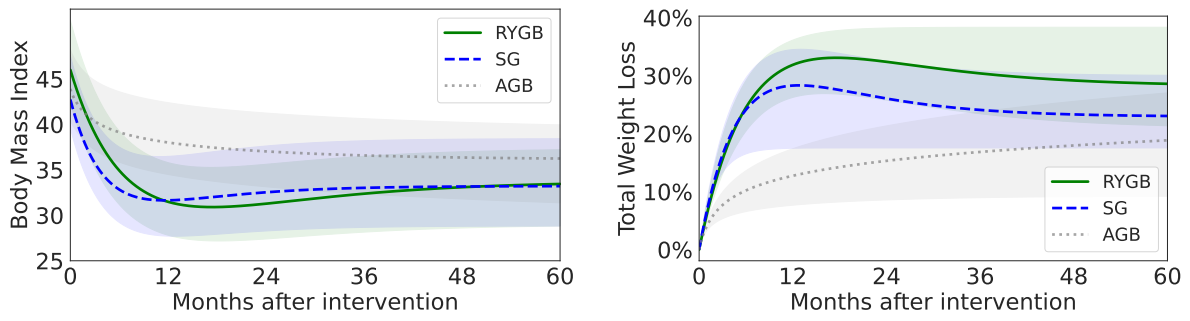 Body Mass Index
45
40
35
30
25
0 12 24 36 48 60
Months after intervention
RYGB
SG
AGB
Total Weight Loss
40%
30%
20%
10%
0%
0 12 24 36 48 60
Months after intervention
RYGB
SG
AGB